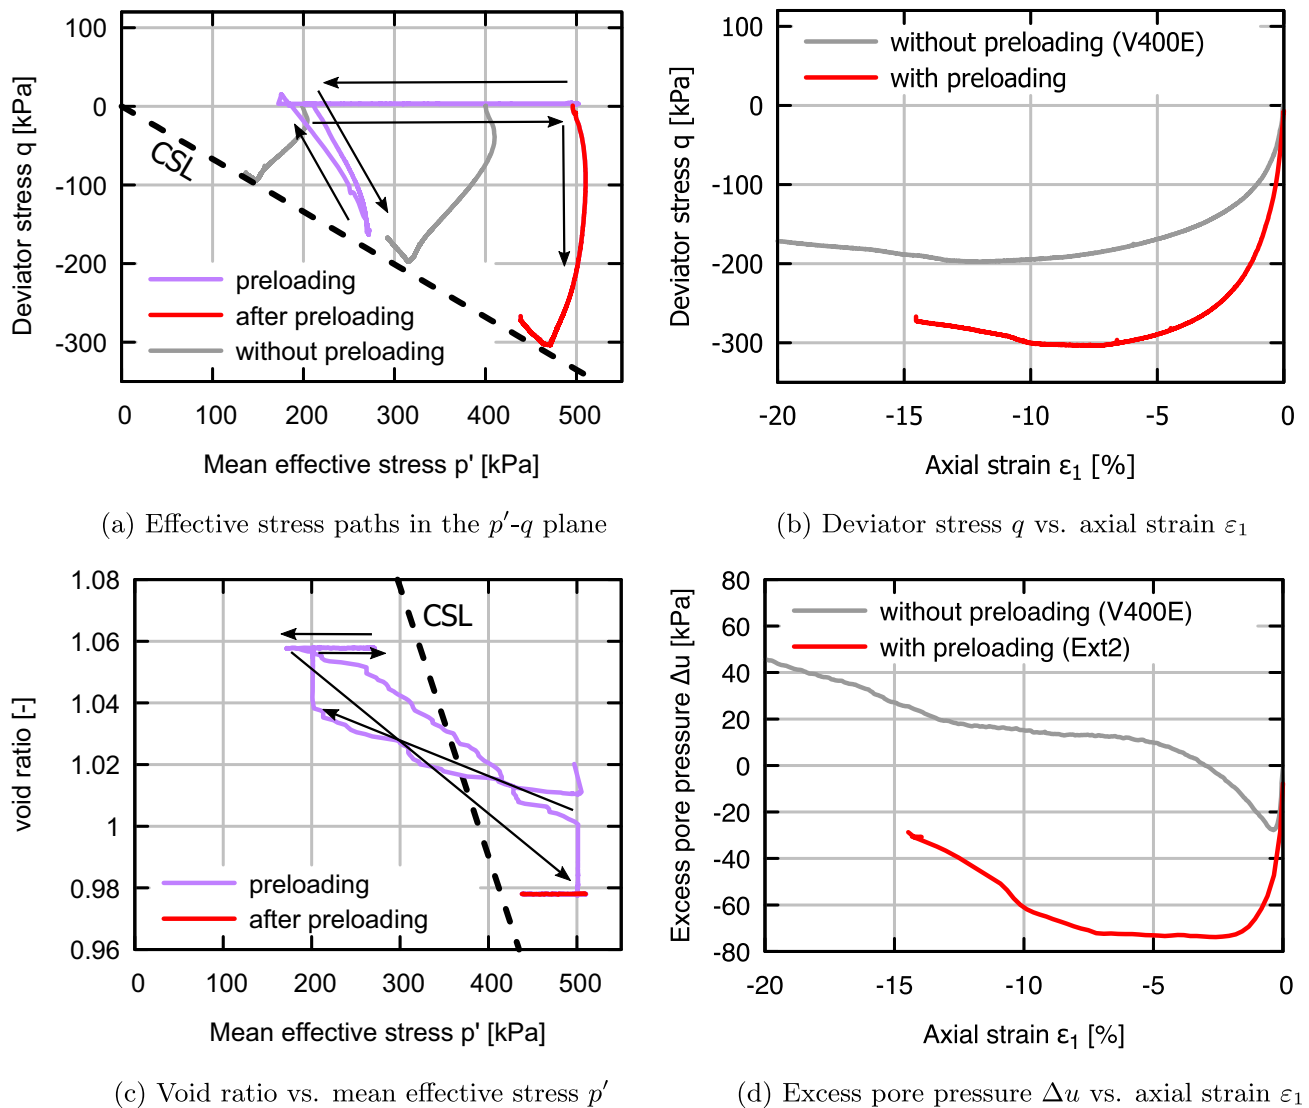 100
0
-100
-200
-300
Deviator stress q [kPa]
CSL
preloading
after preloading
without preloading
0
100
200
300
400
500
Mean effective stress p' [kPa]
(a) Effective stress paths in the p′-q plane
100
0
-100
-200
-300
Deviator stress q [kPa]
without preloading (V400E)
with preloading
-20
-15
-10
-5
0
Axial strain ε₁ [%]
(b) Deviator stress q vs. axial strain ε₁
1.08
1.06
1.04
1.02
1
0.98
0.96
void ratio [-]
CSL
preloading
after preloading
0
100
200
300
400
500
Mean effective stress p' [kPa]
(c) Void ratio vs. mean effective stress p′
80
60
40
20
0
-20
-40
-60
-80
Excess pore pressure Δu [kPa]
without preloading (V400E)
with preloading (Ext2)
-20
-15
-10
-5
0
Axial strain ε₁ [%]
(d) Excess pore pressure Δu vs. axial strain ε₁